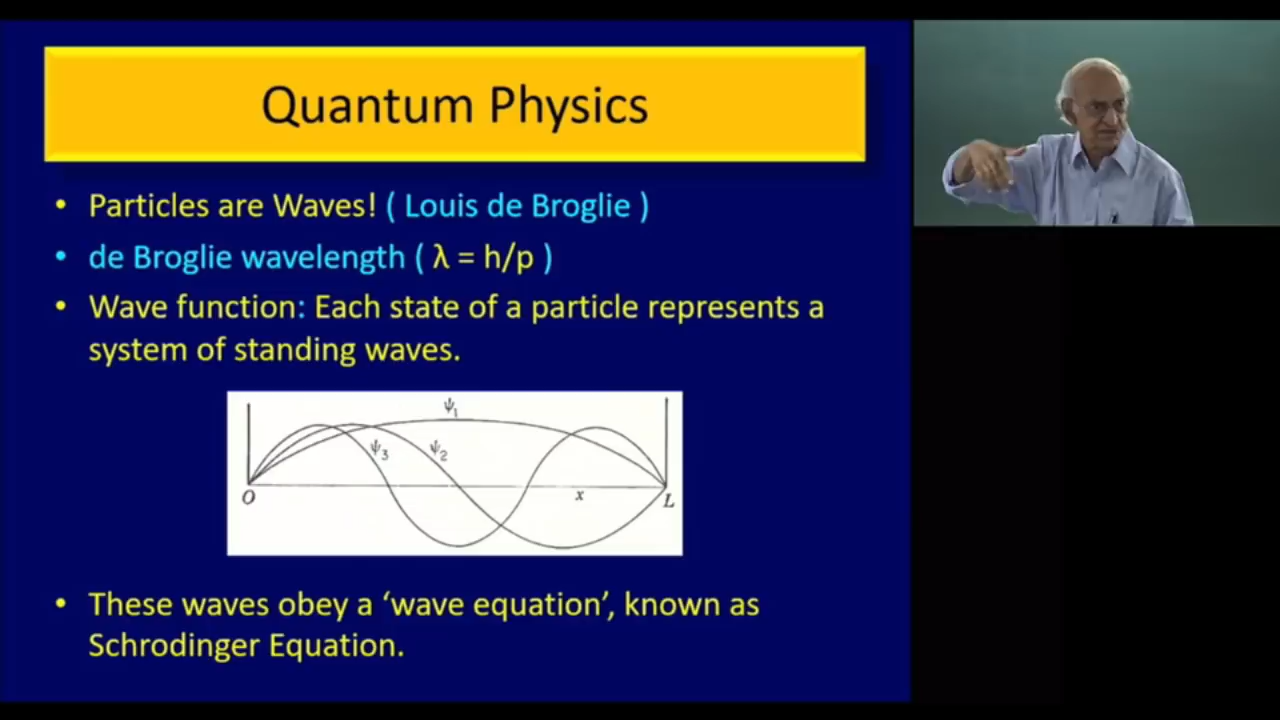 Quantum Physics
• Particles are Waves! ( Louis de Broglie )
• de Broglie wavelength ( λ = h/p )
• Wave function: Each state of a particle represents a
system of standing waves.
ψ₁
ψ₃ ψ₂
O x L
• These waves obey a ‘wave equation’, known as
Schrodinger Equation.